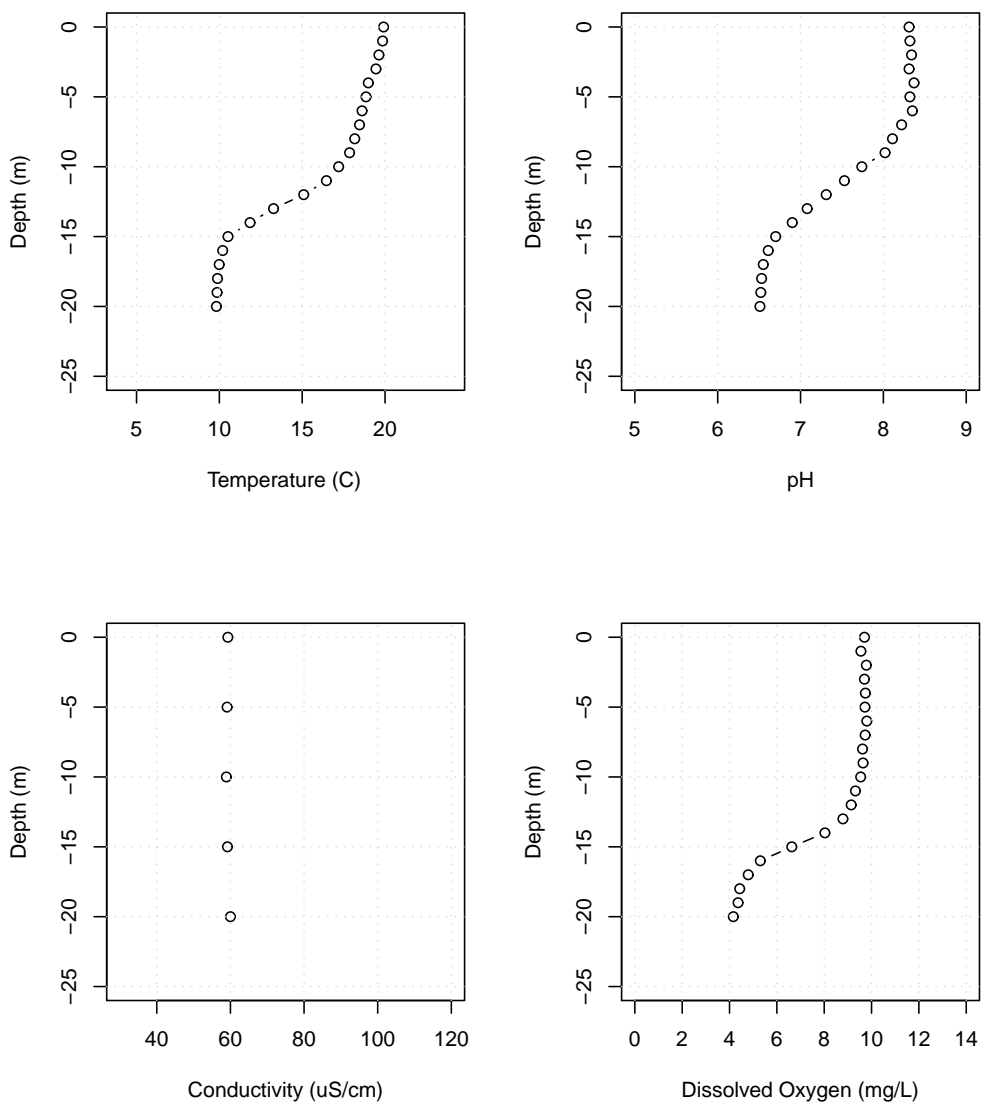 0
−5
−10
−15
−20
−25
Depth (m)
5 10 15 20
Temperature (C)
0
−5
−10
−15
−20
−25
Depth (m)
5 6 7 8 9
pH
0
−5
−10
−15
−20
−25
Depth (m)
40 60 80 100 120
Conductivity (uS/cm)
0
−5
−10
−15
−20
−25
Depth (m)
0 2 4 6 8 10 12 14
Dissolved Oxygen (mg/L)